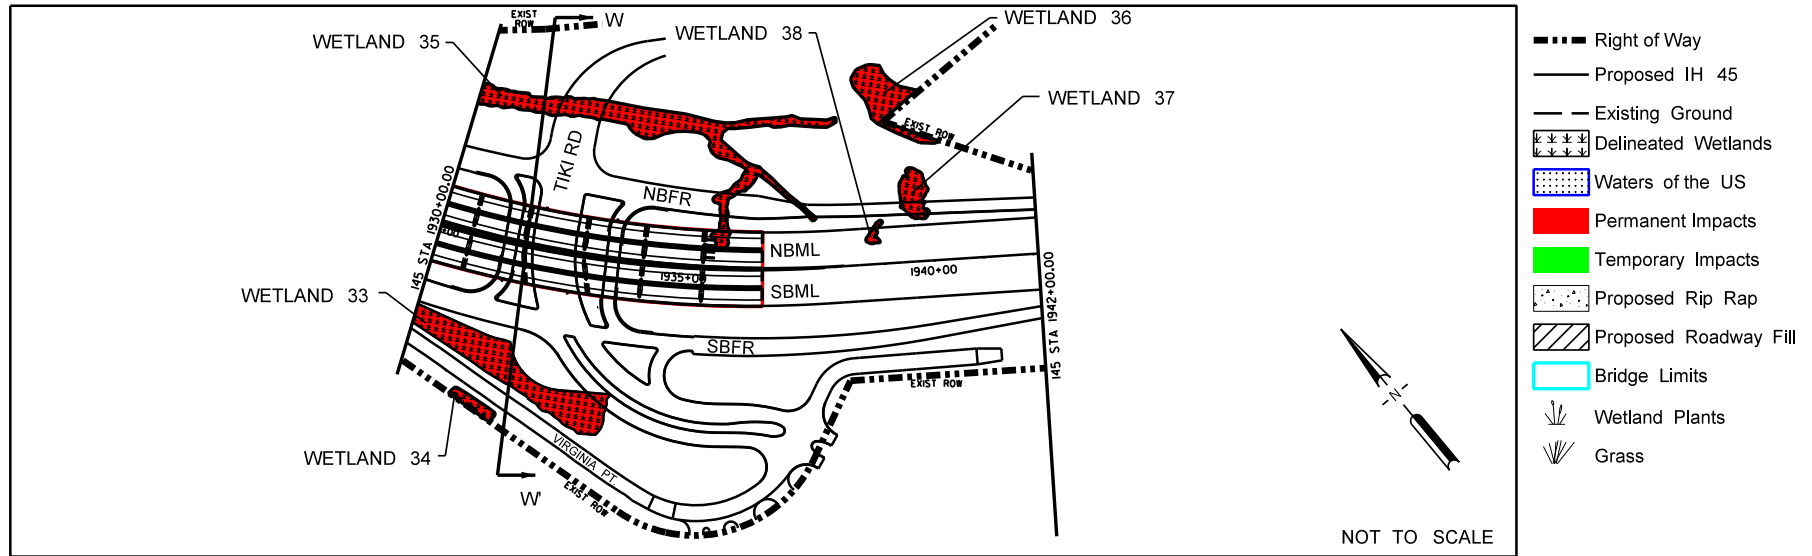 EXIST
ROW
W
WETLAND 36
WETLAND 35
WETLAND 38
WETLAND 37
EXIST ROW
TIKI RD
NBFR
145 STA 1930+00.00
NBML
1935+00
1940+00
SBML
WETLAND 33
SBFR
145 STA 1942+00.00
EXIST ROW
WETLAND 34
VIRGINIA PT.
EXIST ROW
W'
N
NOT TO SCALE
Right of Way
Proposed IH 45
Existing Ground
Delineated Wetlands
Waters of the US
Permanent Impacts
Temporary Impacts
Proposed Rip Rap
Proposed Roadway Fill
Bridge Limits
Wetland Plants
Grass